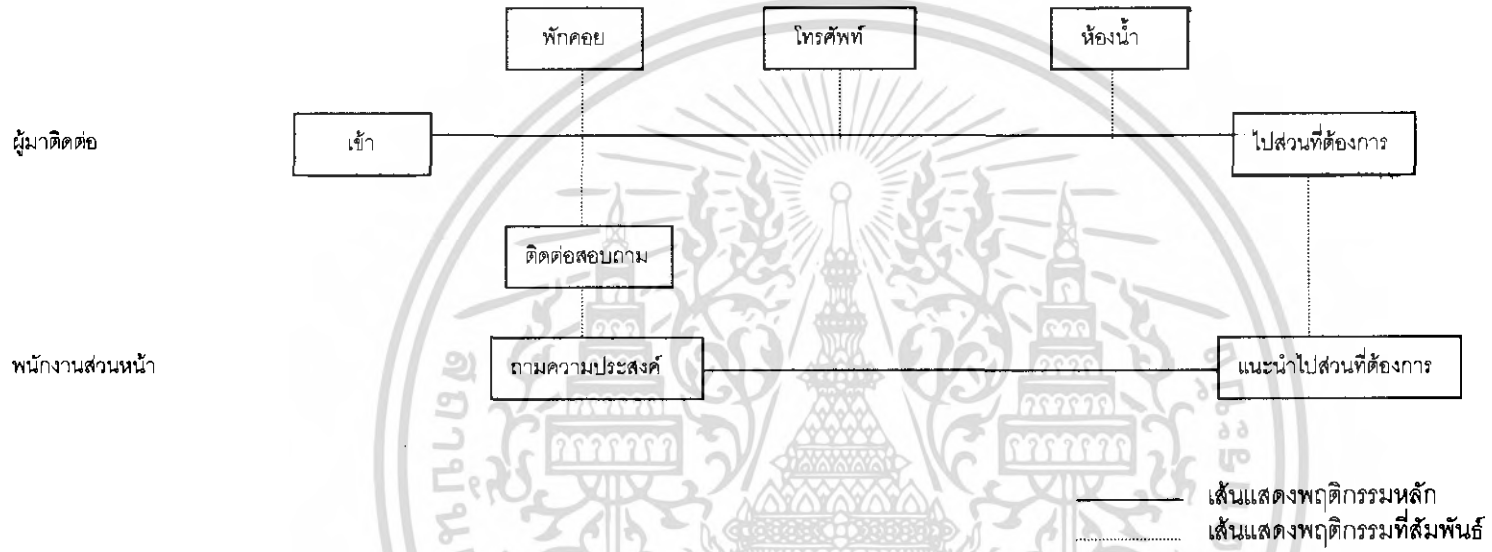 พักคอย
โทรศัพท์
ห้องน้ำ
ผู้มาติดต่อ
เข้า
ไปส่วนที่ต้องการ
ติดต่อสอบถาม
พนักงานส่วนหน้า
ถามความประสงค์
แนะนำไปส่วนที่ต้องการ
เส้นแสดงพฤติกรรมหลัก
เส้นแสดงพฤติกรรมที่สัมพันธ์